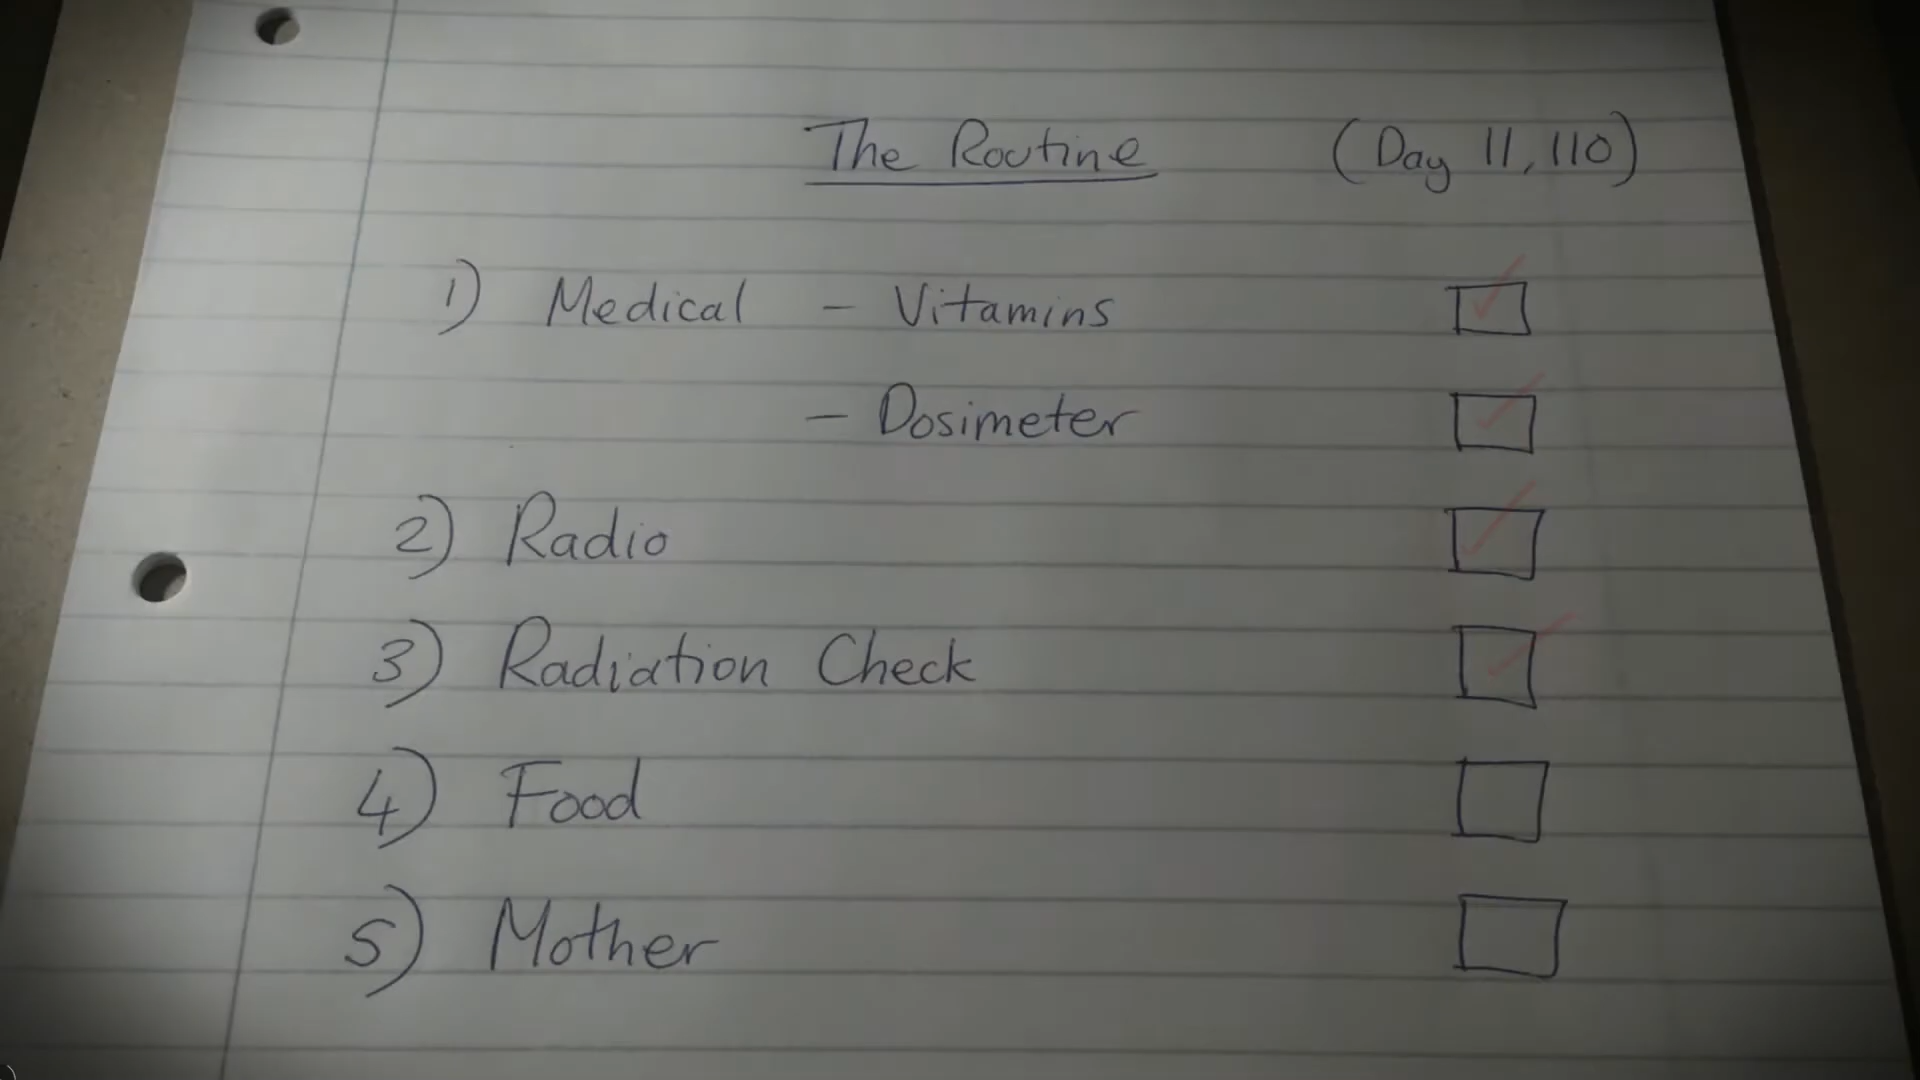 The Routine (Day 11,110)
1) Medical - Vitamins
- Dosimeter
2) Radio
3) Radiation Check
4) Food
5) Mother